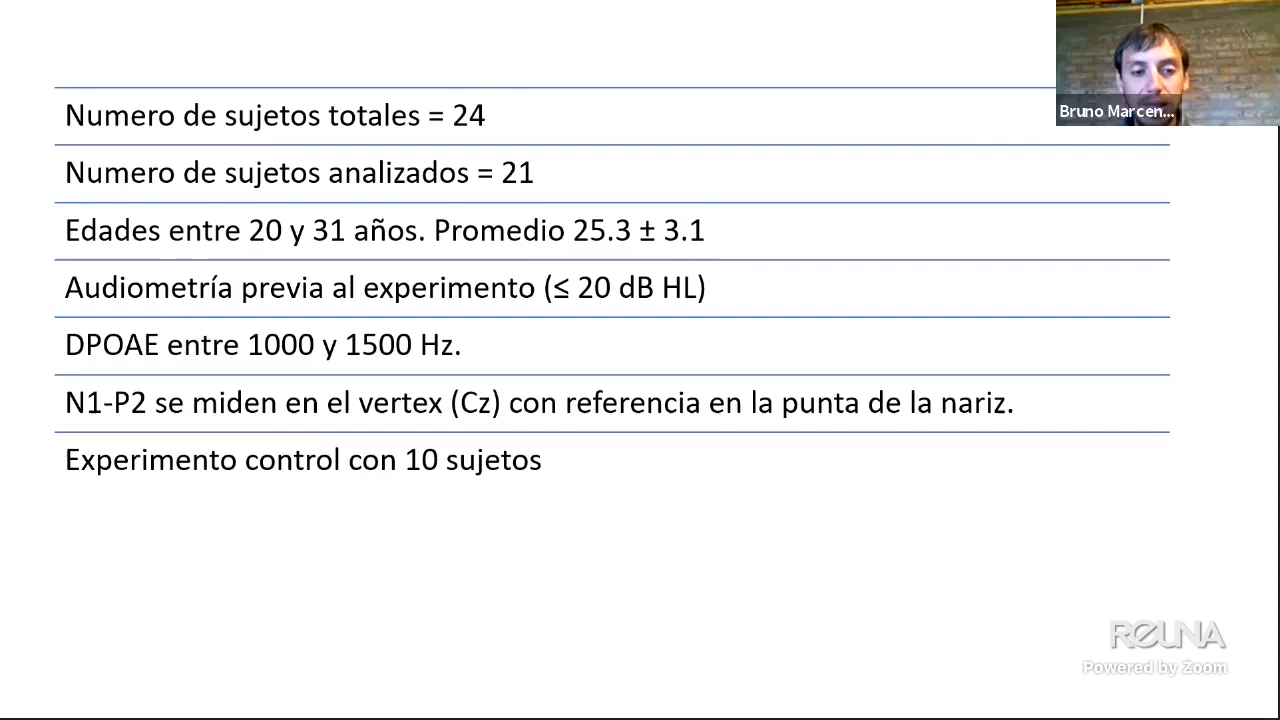 Numero de sujetos totales = 24
Bruno Marcen...
Numero de sujetos analizados = 21
Edades entre 20 y 31 años. Promedio 25.3 ± 3.1
Audiometría previa al experimento (≤ 20 dB HL)
DPOAE entre 1000 y 1500 Hz.
N1-P2 se miden en el vertex (Cz) con referencia en la punta de la nariz.
Experimento control con 10 sujetos
REUNA
Powered by Zoom